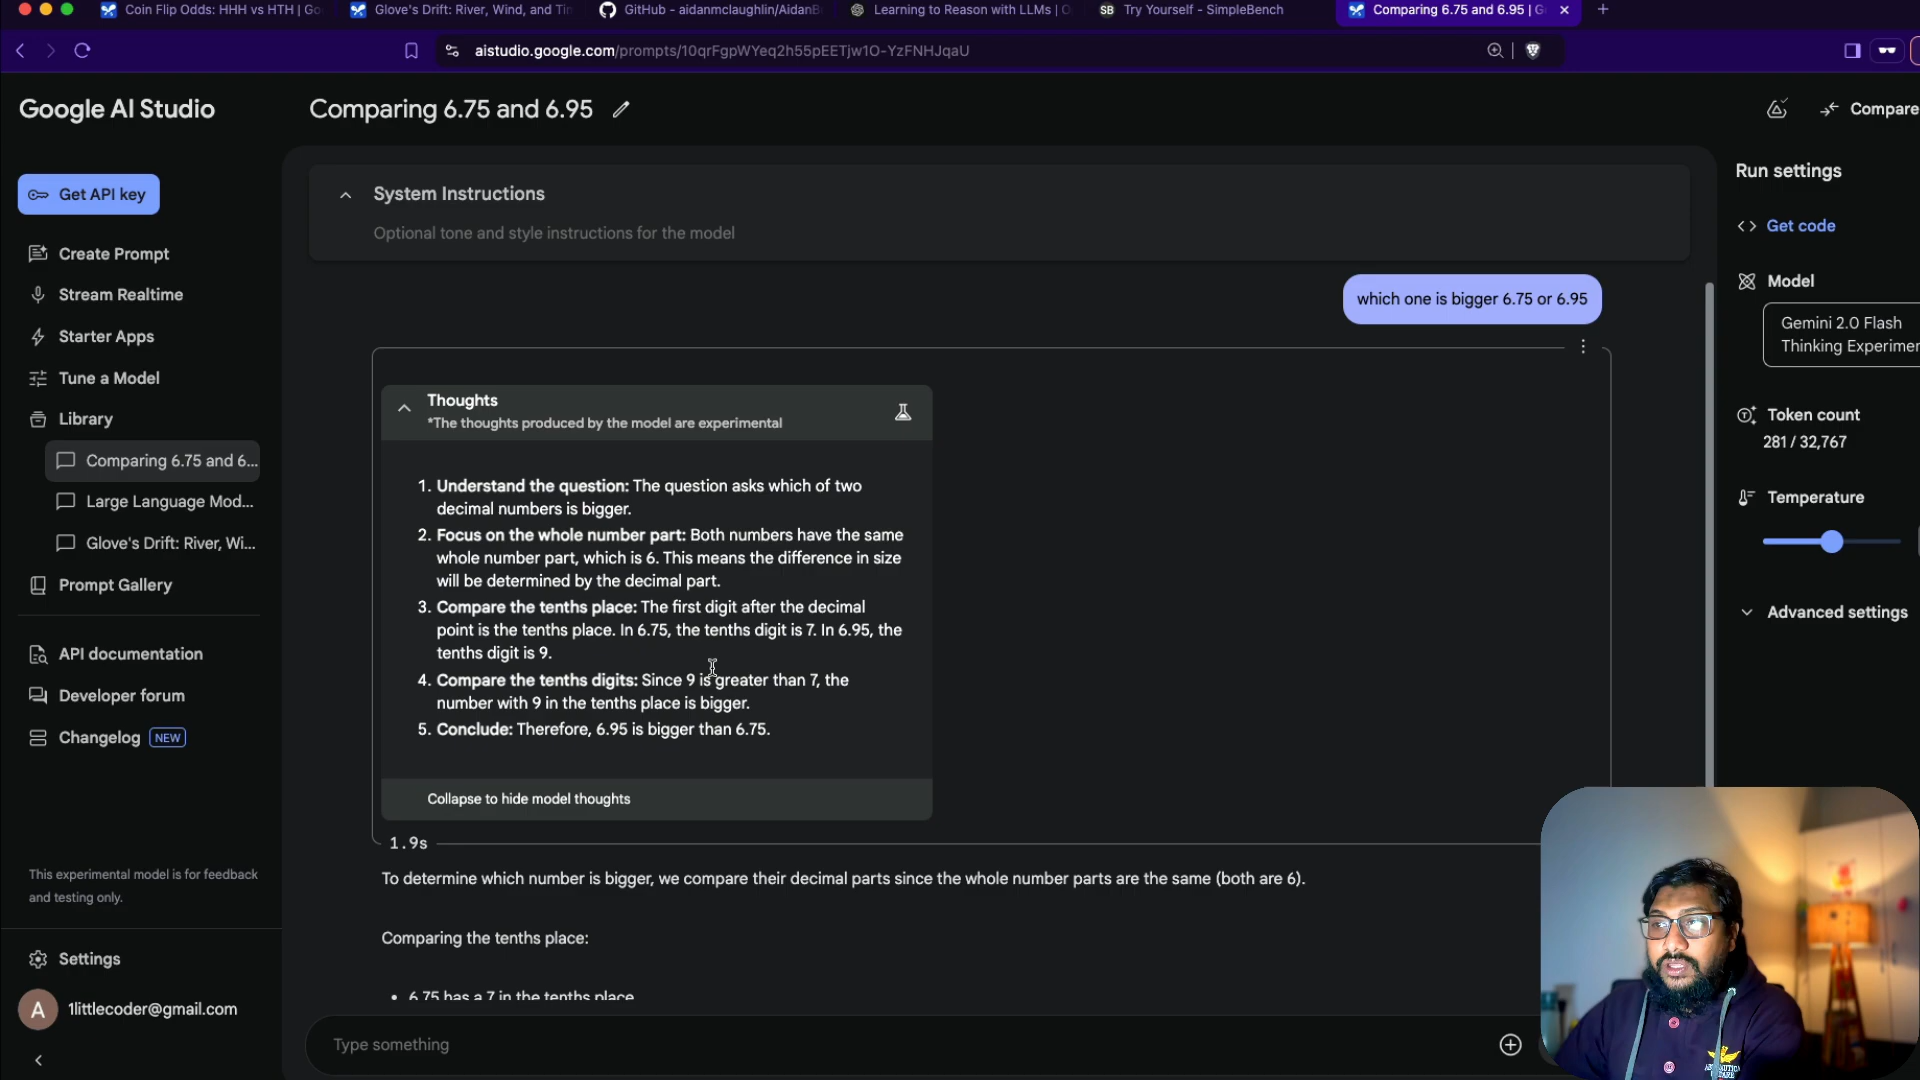 Coin Flip Odds: HHH vs HTH | Go
Glove's Drift: River, Wind, and Tim
GitHub - aidanmclaughlin/AidanB
Learning to Reason with LLMs | O
SB Try Yourself - SimpleBench
Comparing 6.75 and 6.95 | G
aistudio.google.com/prompts/10qrFgpWYeq2h55pEETjw1O-YzFNHJqaU
Google AI Studio
Comparing 6.75 and 6.95
Compare
Get API key
Create Prompt
Stream Realtime
Starter Apps
Tune a Model
Library
Comparing 6.75 and 6...
Large Language Mod...
Glove's Drift: River, Wi...
Prompt Gallery
API documentation
Developer forum
Changelog NEW
This experimental model is for feedback
and testing only.
Settings
A 1littlecoder@gmail.com
System Instructions
Optional tone and style instructions for the model
which one is bigger 6.75 or 6.95
Thoughts
*The thoughts produced by the model are experimental
1. Understand the question: The question asks which of two
decimal numbers is bigger.
2. Focus on the whole number part: Both numbers have the same
whole number part, which is 6. This means the difference in size
will be determined by the decimal part.
3. Compare the tenths place: The first digit after the decimal
point is the tenths place. In 6.75, the tenths digit is 7. In 6.95, the
tenths digit is 9.
4. Compare the tenths digits: Since 9 is greater than 7, the
number with 9 in the tenths place is bigger.
5. Conclude: Therefore, 6.95 is bigger than 6.75.
Collapse to hide model thoughts
1.9s
To determine which number is bigger, we compare their decimal parts since the whole number parts are the same (both are 6).
Comparing the tenths place:
• 6.75 has a 7 in the tenths place
Type something
Run settings
Get code
Model
Gemini 2.0 Flash
Thinking Experimen
Token count
281 / 32,767
Temperature
Advanced settings